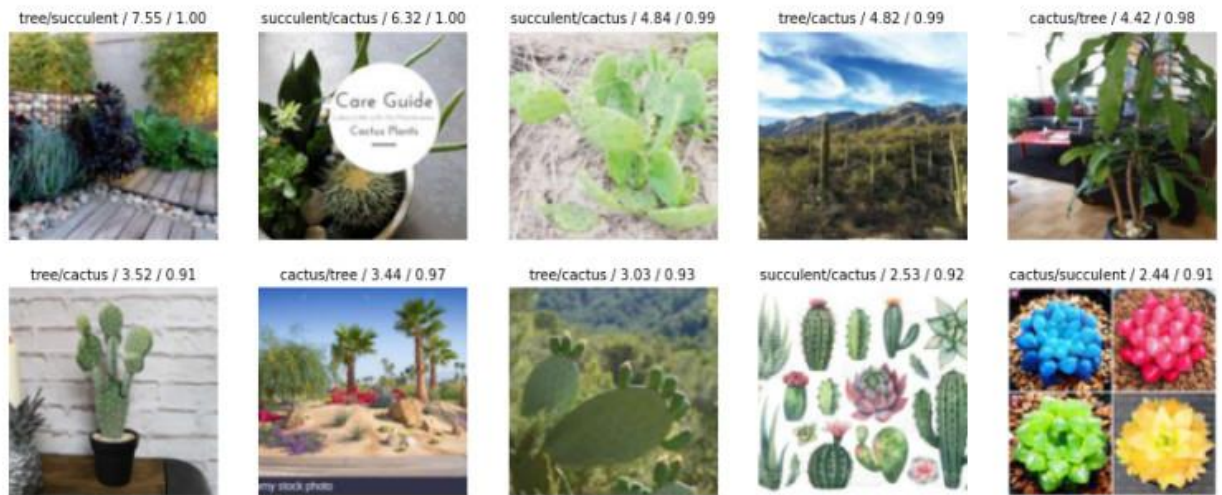 tree/succulent / 7.55 / 1.00
succulent/cactus / 6.32 / 1.00
succulent/cactus / 4.84 / 0.99
tree/cactus / 4.82 / 0.99
cactus/tree / 4.42 / 0.98
Care Guide
Cactus Plants
tree/cactus / 3.52 / 0.91
cactus/tree / 3.44 / 0.97
tree/cactus / 3.03 / 0.93
succulent/cactus / 2.53 / 0.92
cactus/succulent / 2.44 / 0.91
my stock photo